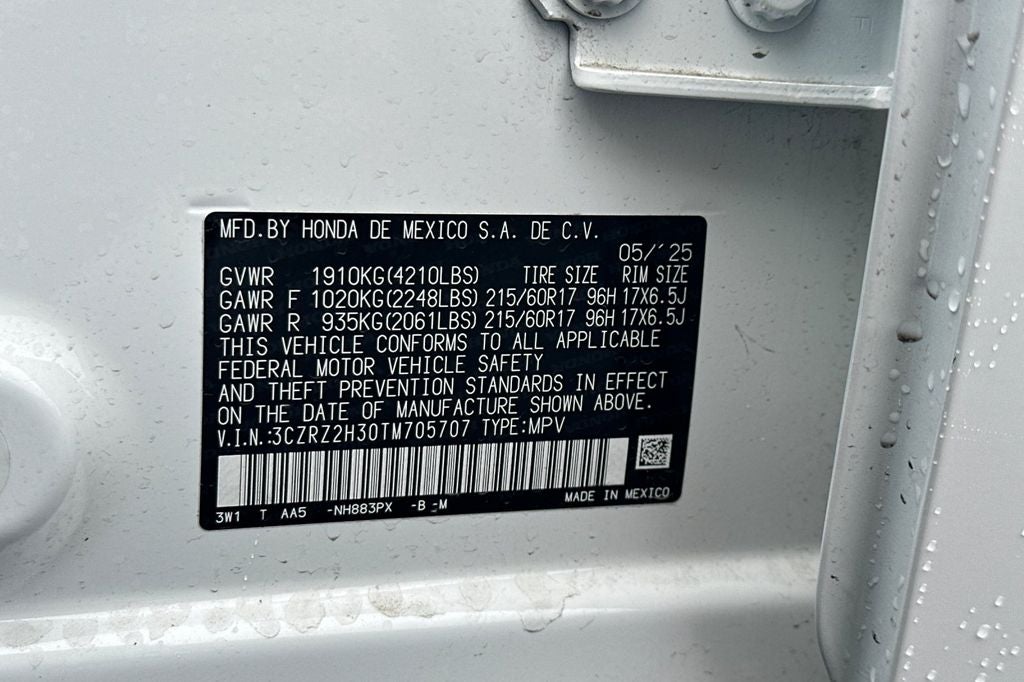 MFD.BY HONDA DE MEXICO S.A. DE C.V.
05/'25
GVWR 1910KG(4210LBS) TIRE SIZE RIM SIZE
GAWR F 1020KG(2248LBS) 215/60R17 96H 17X6.5J
GAWR R 935KG(2061LBS) 215/60R17 96H 17X6.5J
THIS VEHICLE CONFORMS TO ALL APPLICABLE
FEDERAL MOTOR VEHICLE SAFETY
AND THEFT PREVENTION STANDARDS IN EFFECT
ON THE DATE OF MANUFACTURE SHOWN ABOVE.
V.I.N.:3CZRZ2H30TM705707 TYPE:MPV
MADE IN MEXICO
3W1 T AA5 -NH883PX -B -M